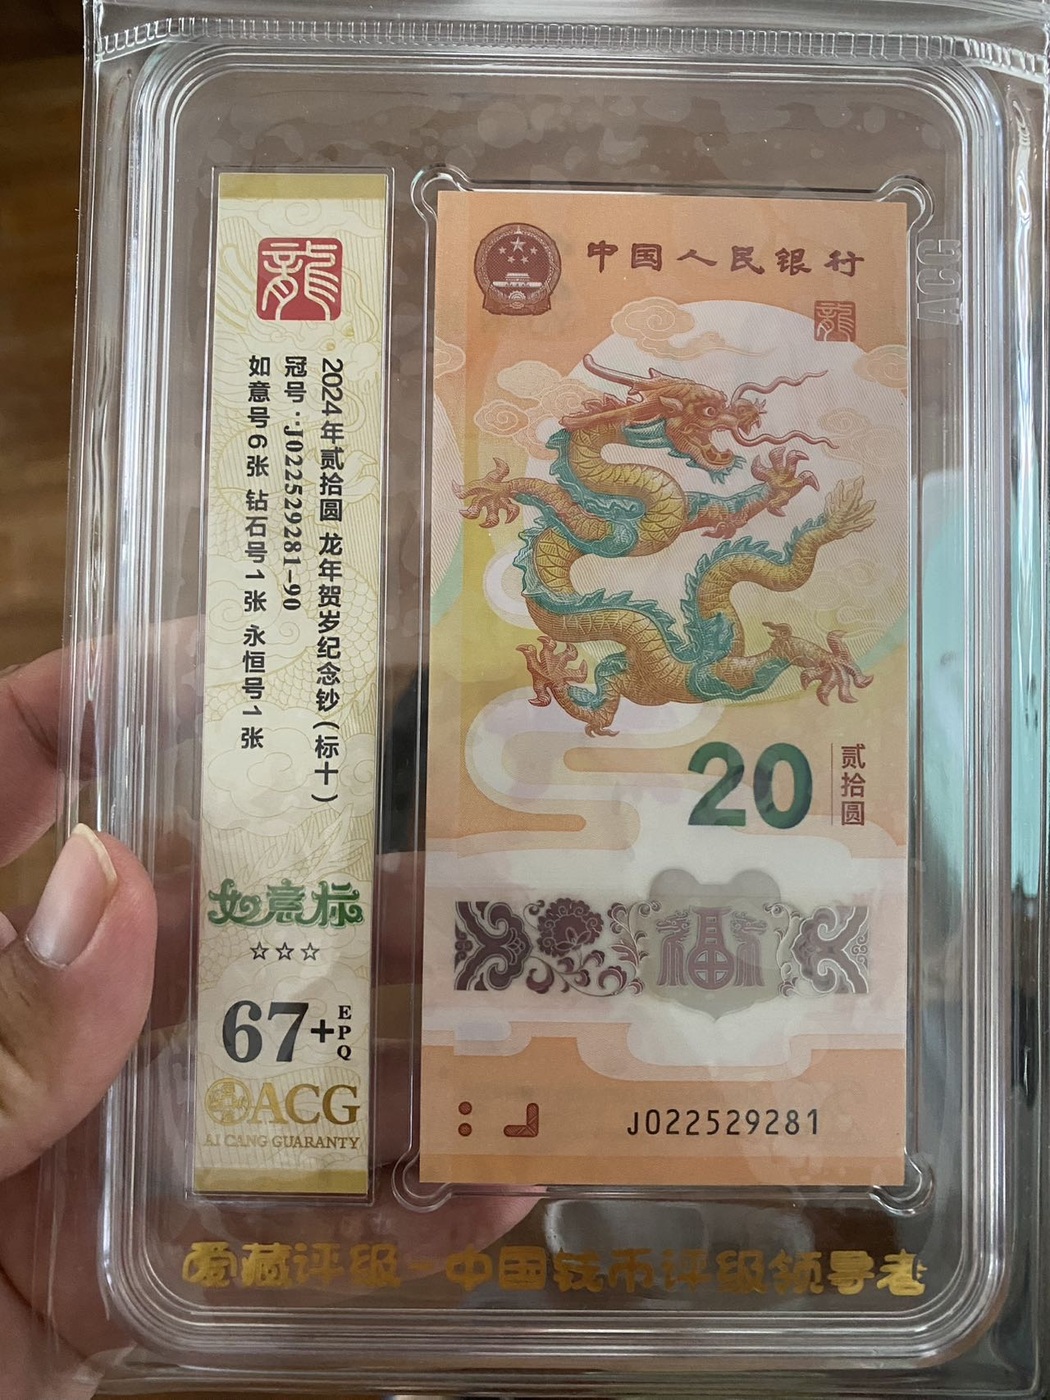 龍
2024年贰拾圆 龙年贺岁纪念钞(标十)
冠号:J022529281-90
如意号6张 钻石号1张 永恒号1张
如意标
☆☆☆
67+EPQ
ACG
AI CANG GUARANTY
中国人民银行
龍
20
贰拾圆
福
J022529281
ACG
爱藏评级-中国钱币评级领导者